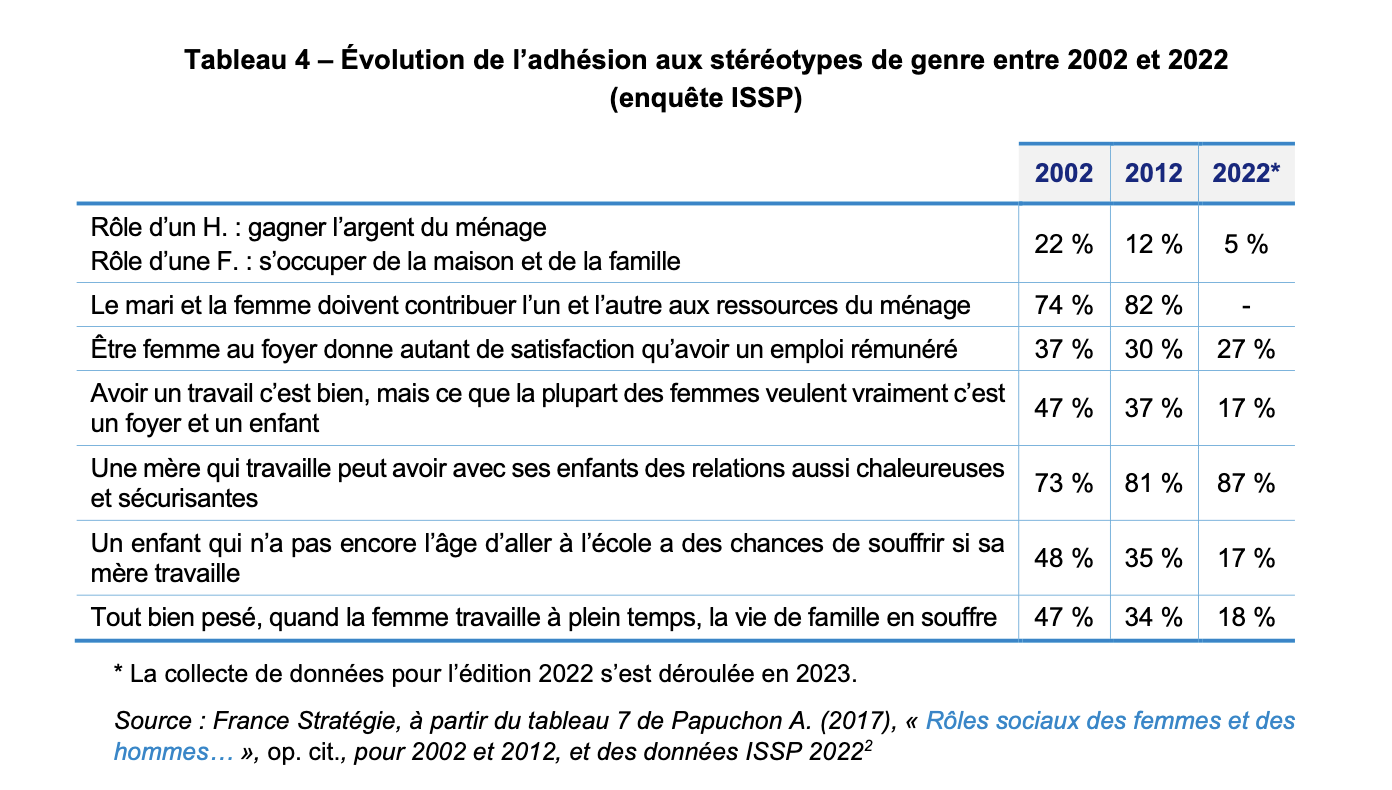 Tableau 4 – Évolution de l’adhésion aux stéréotypes de genre entre 2002 et 2022
(enquête ISSP)
2002 2012 2022*
Rôle d’un H. : gagner l’argent du ménage
Rôle d’une F. : s’occuper de la maison et de la famille
22 % 12 % 5 %
Le mari et la femme doivent contribuer l’un et l’autre aux ressources du ménage 74 % 82 % -
Être femme au foyer donne autant de satisfaction qu’avoir un emploi rémunéré 37 % 30 % 27 %
Avoir un travail c’est bien, mais ce que la plupart des femmes veulent vraiment c’est
un foyer et un enfant
47 % 37 % 17 %
Une mère qui travaille peut avoir avec ses enfants des relations aussi chaleureuses
et sécurisantes
73 % 81 % 87 %
Un enfant qui n’a pas encore l’âge d’aller à l’école a des chances de souffrir si sa
mère travaille
48 % 35 % 17 %
Tout bien pesé, quand la femme travaille à plein temps, la vie de famille en souffre 47 % 34 % 18 %
* La collecte de données pour l’édition 2022 s’est déroulée en 2023.
Source : France Stratégie, à partir du tableau 7 de Papuchon A. (2017), « Rôles sociaux des femmes et des
hommes… », op. cit., pour 2002 et 2012, et des données ISSP 2022²